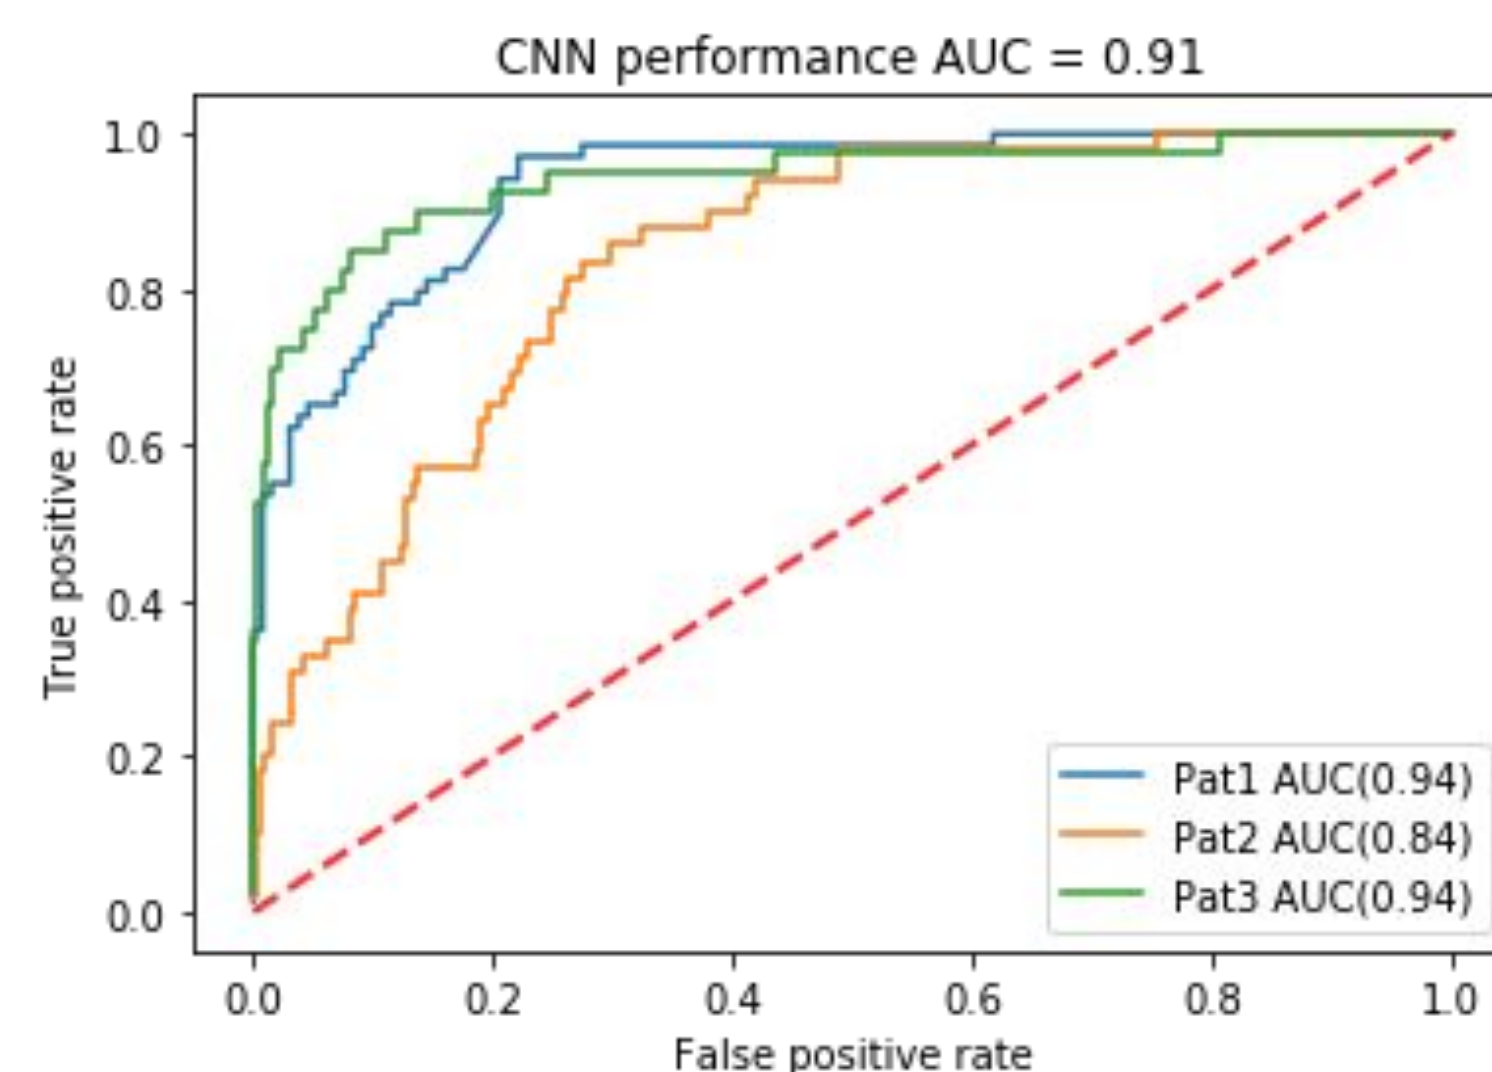 CNN performance AUC = 0.91
1.0
0.8
0.6
0.4
0.2
0.0
True positive rate
Pat1 AUC(0.94)
Pat2 AUC(0.84)
Pat3 AUC(0.94)
0.0 0.2 0.4 0.6 0.8 1.0
False positive rate